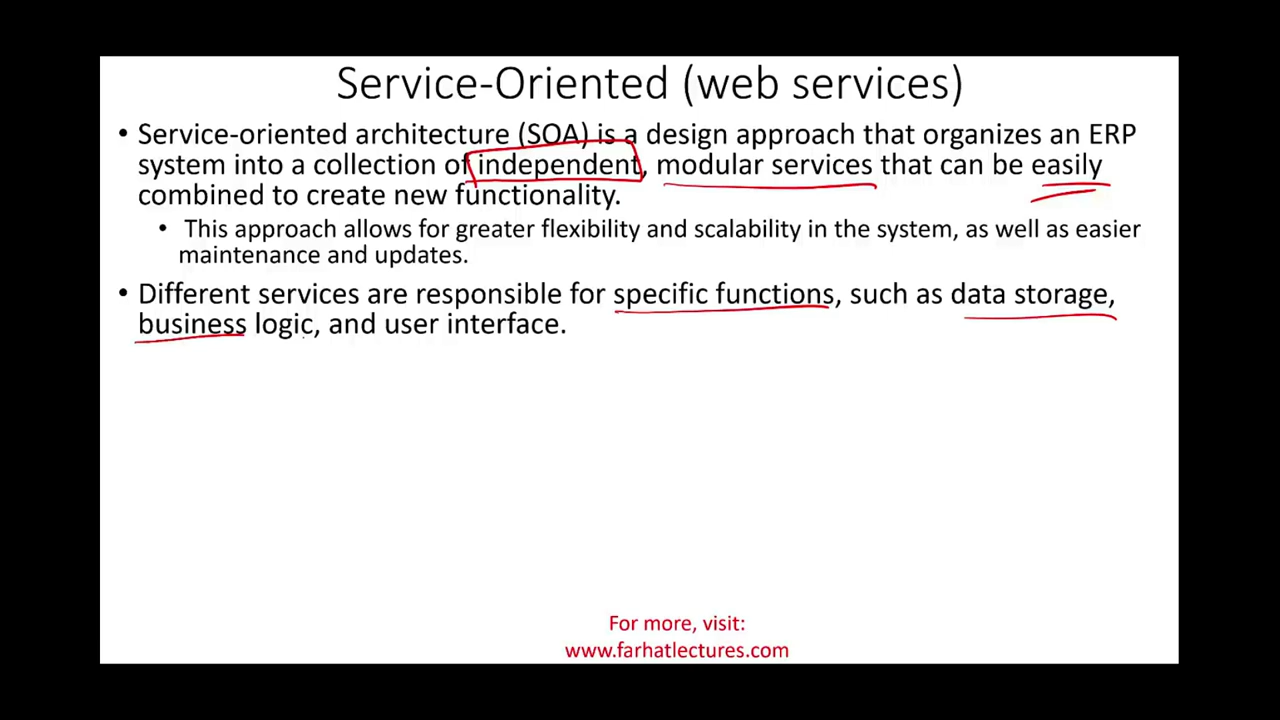 Service-Oriented (web services)
• Service-oriented architecture (SOA) is a design approach that organizes an ERP
system into a collection of independent, modular services that can be easily
combined to create new functionality.
• This approach allows for greater flexibility and scalability in the system, as well as easier
maintenance and updates.
• Different services are responsible for specific functions, such as data storage,
business logic, and user interface.
For more, visit:
www.farhatlectures.com